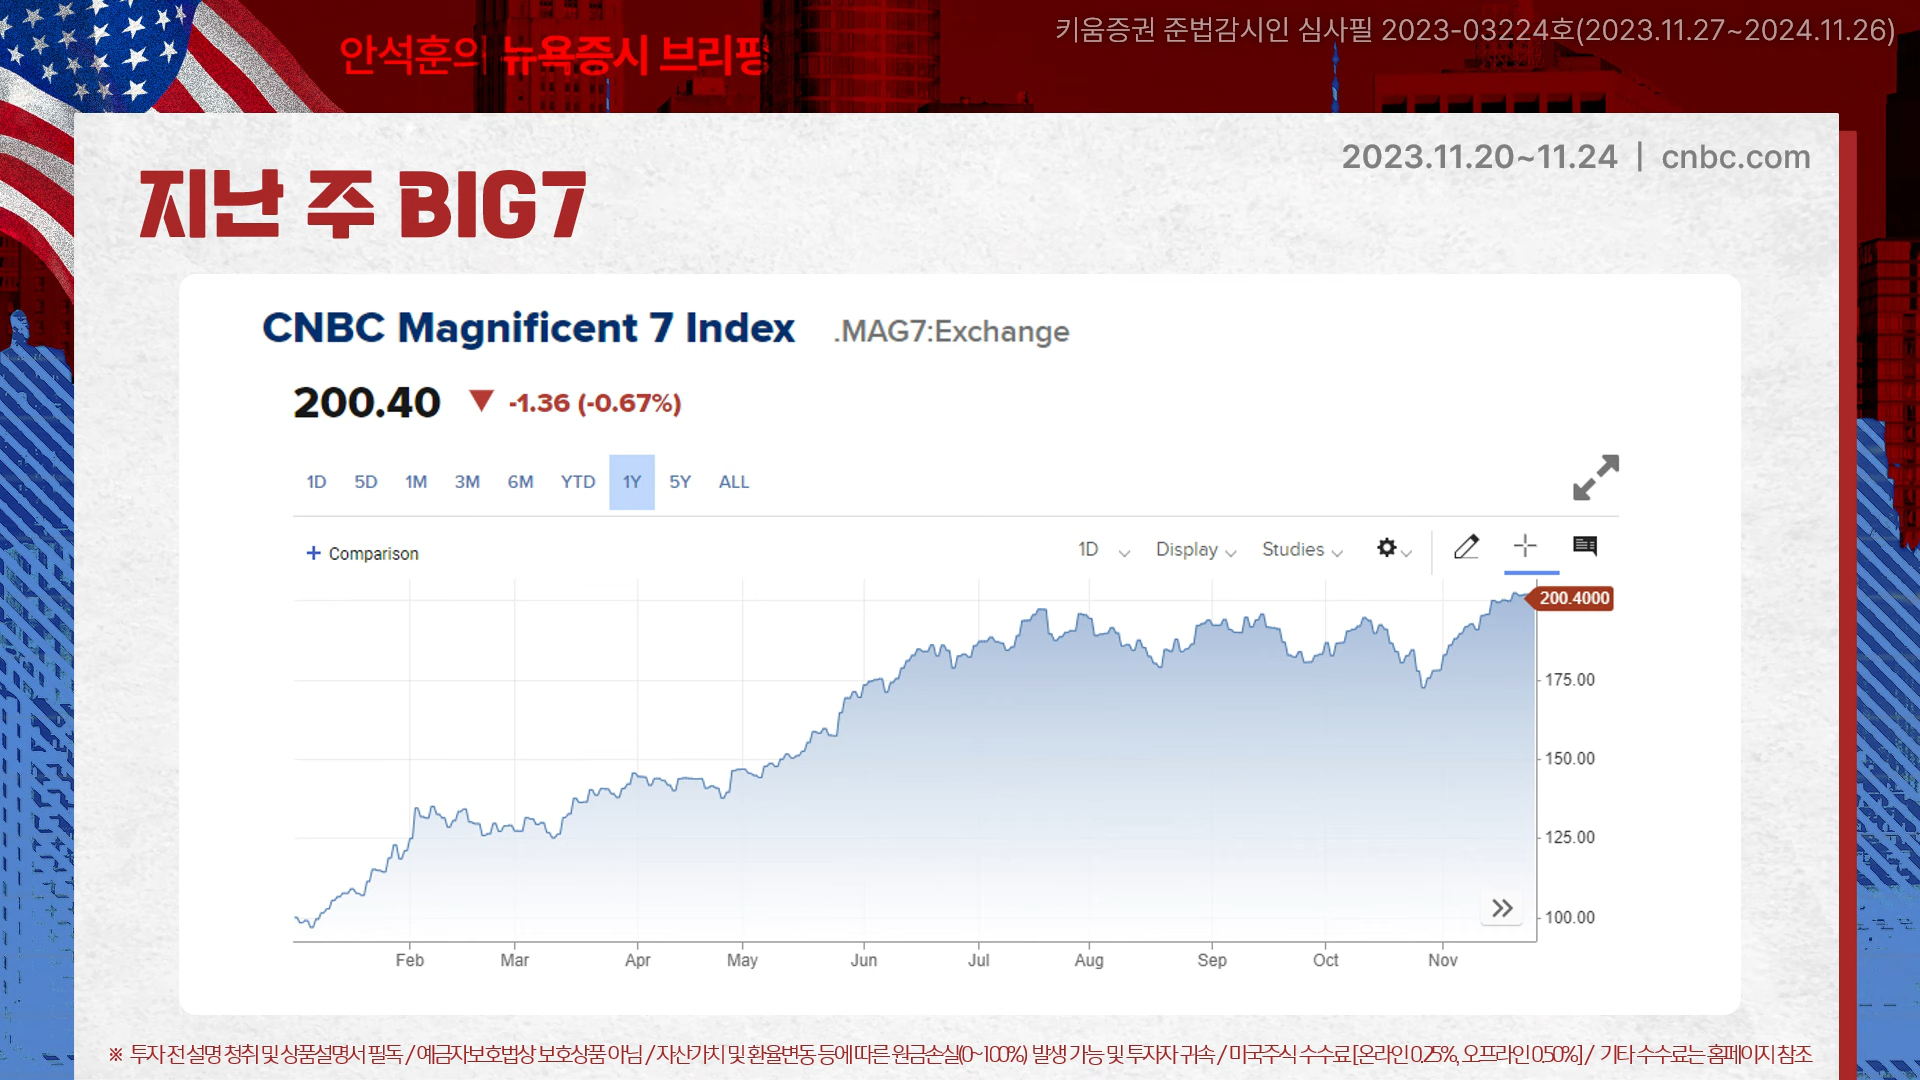 안석훈의 뉴욕증시 브리핑
키움증권 준법감시인 심사필 2023-03224호(2023.11.27~2024.11.26)
2023.11.20~11.24 | cnbc.com
지난 주 BIG7
CNBC Magnificent 7 Index .MAG7:Exchange
200.40 ▼ -1.36 (-0.67%)
1D 5D 1M 3M 6M YTD 1Y 5Y ALL
+ Comparison 1D Display Studies
200.4000
175.00
150.00
125.00
100.00
Feb Mar Apr May Jun Jul Aug Sep Oct Nov
※ 투자 전 설명 청취 및 상품설명서 필독 / 예금자보호법상 보호상품 아님 / 자산가치 및 환율변동 등에 따른 원금손실(0~100%) 발생 가능 및 투자자 귀속 / 미국주식 수수료 [온라인 0.25%, 오프라인 0.50%] / 기타 수수료는 홈페이지 참조